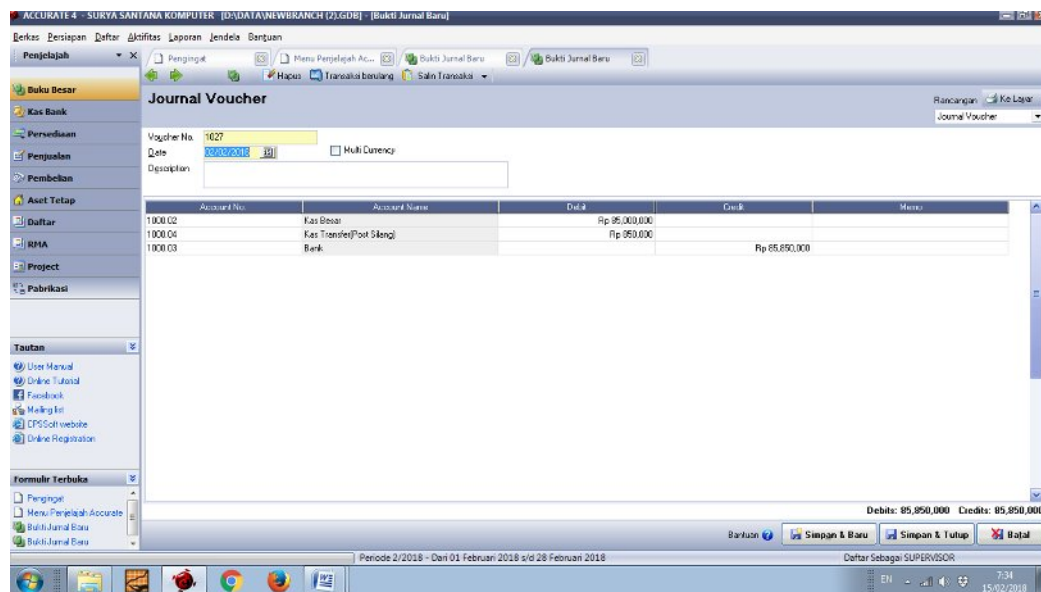 ACCURATE 4 - SURYA SANTANA KOMPUTER [D:\DATA\NEWBRANCH (2).GDB] - [Bukti Jurnal Baru]
Berkas Persiapan Daftar Aktifitas Laporan Jendela Bantuan
Penjelajah
Pengingat
Menu Penjelajah Ac...
Bukti Jurnal Baru
Bukti Jurnal Baru
Hapus Transaksi berulang Salin Transaksi
Buku Besar
Kas Bank
Persediaan
Penjualan
Pembelian
Aset Tetap
Daftar
RMA
Project
Pabrikasi
Journal Voucher
Rancangan Ke Layar
Journal Voucher
Voucher No. 1027
Date 02/02/2018 Multi Currency
Description
Account No. Account Name Debit Credit Memo
1000.02 Kas Besar Rp 85,000,000
1000.04 Kas Transfer(Post Silang) Rp 850,000
1000.03 Bank Rp 85,850,000
Tautan
User Manual
Online Tutorial
Facebook
Mailing list
CPSSoft website
Online Registration
Formulir Terbuka
Pengingat
Menu Penjelajah Accurate
Bukti Jurnal Baru
Bukti Jurnal Baru
Debits: 85,850,000 Credits: 85,850,000
Bantuan Simpan & Baru Simpan & Tutup Batal
Periode 2/2018 - Dari 01 Februari 2018 s/d 28 Februari 2018
Daftar Sebagai SUPERVISOR
EN
7:34
15/02/2018